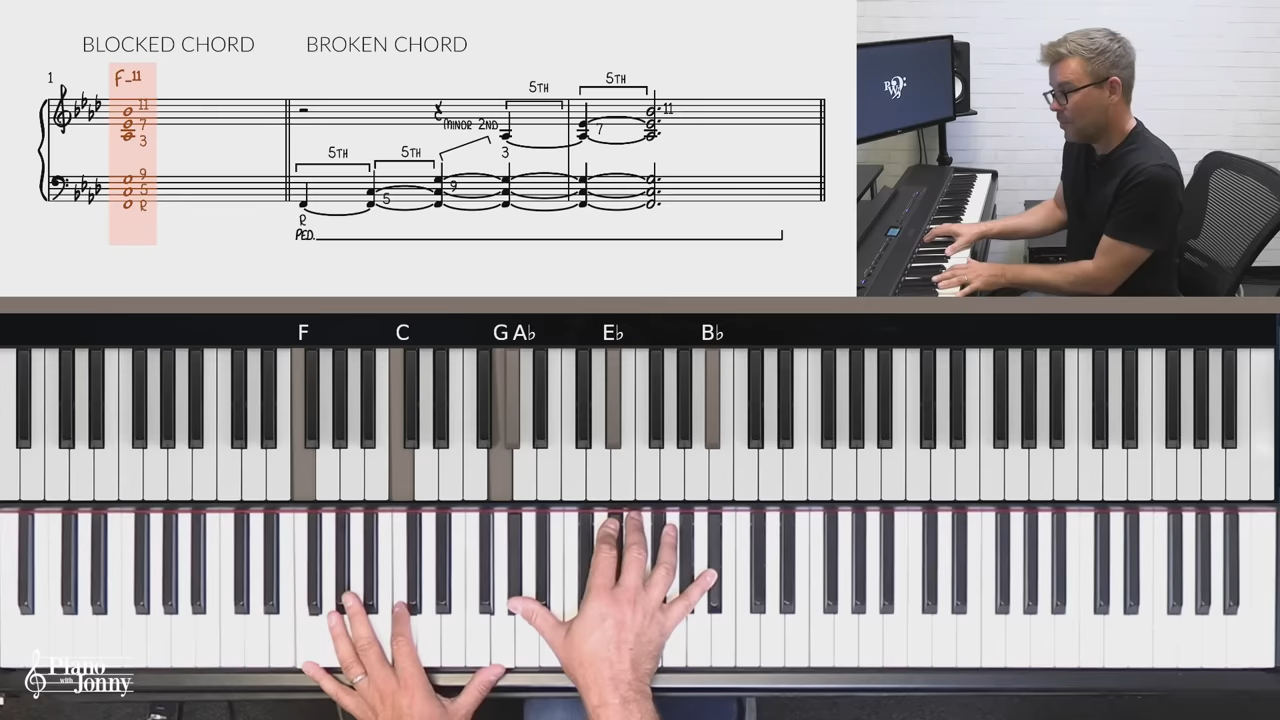 BLOCKED CHORD
BROKEN CHORD
1
F-11
11
7
3
9
5
R
5TH
5TH
MINOR 2ND
5TH
5TH
11
7
3
9
5
R
PED.
F C G A♭ E♭ B♭
Piano
with
Jonny